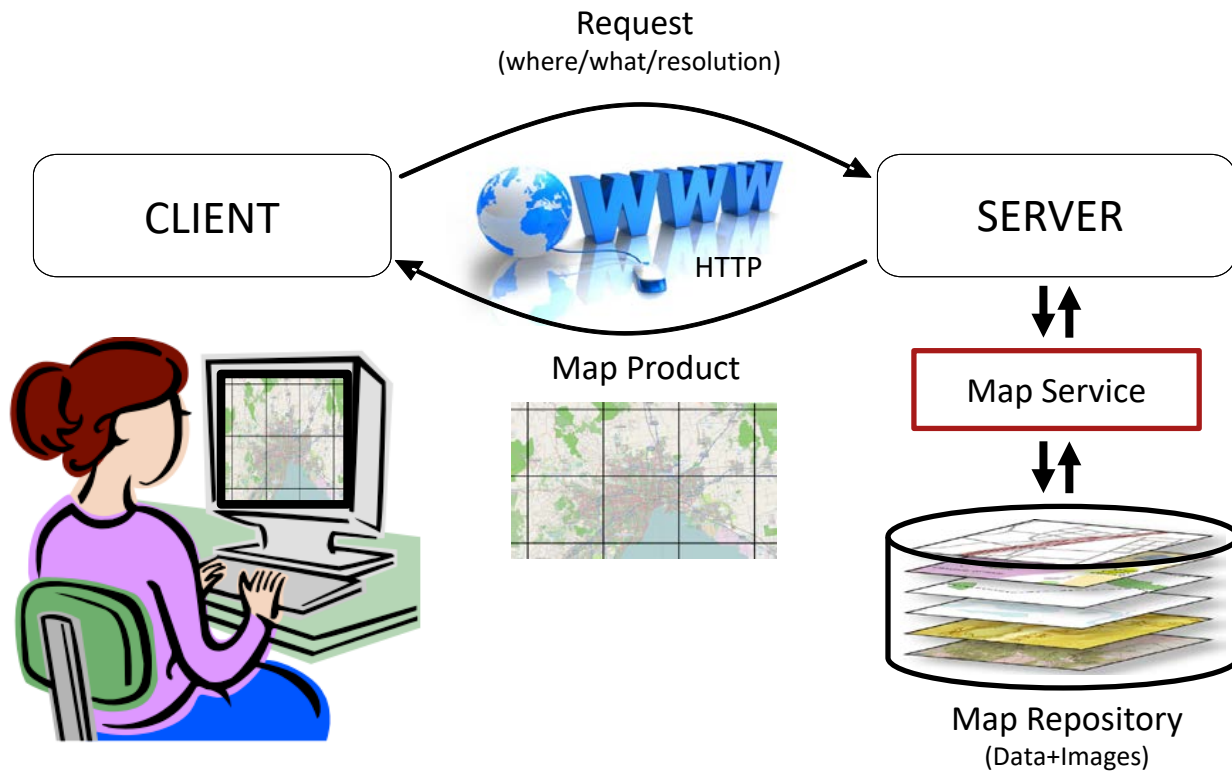 Request
(where/what/resolution)
CLIENT
WWW
SERVER
HTTP
Map Product
Map Service
Map Repository
(Data+Images)